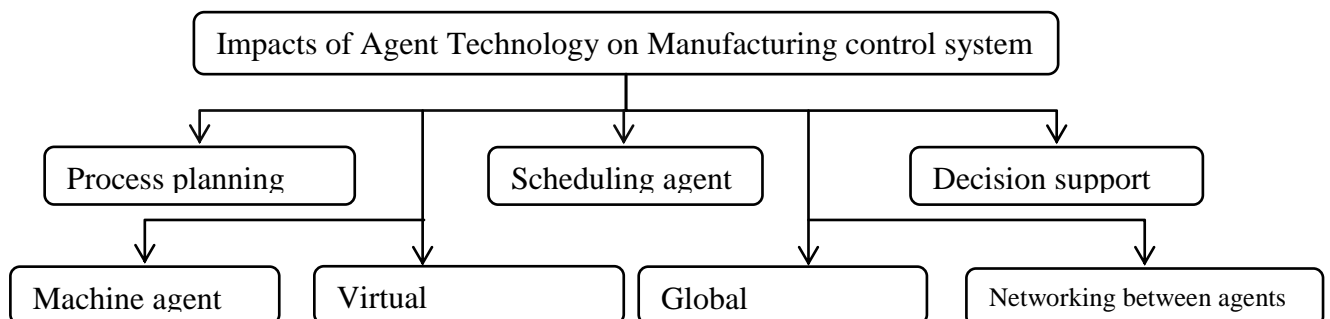 Impacts of Agent Technology on Manufacturing control system
Process planning
Scheduling agent
Decision support
Machine agent
Virtual
Global
Networking between agents